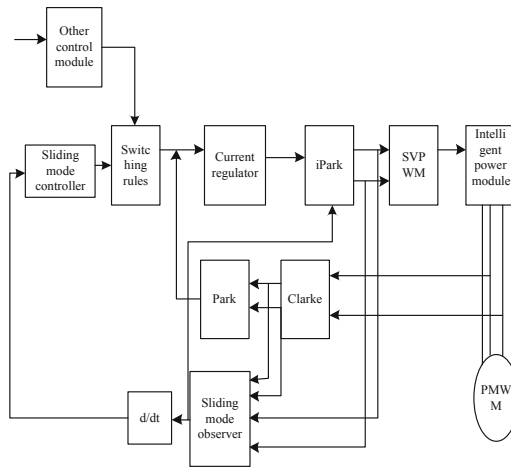 Other
control
module
Sliding
mode
controller
Switc
hing
rules
Current
regulator
iPark
SVP
WM
Intelli
gent
power
module
Park
Clarke
d/dt
Sliding
mode
observer
PMW
M